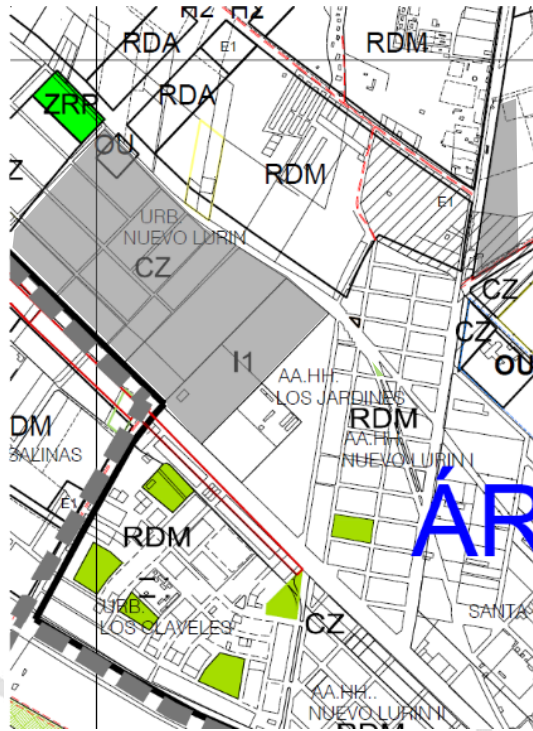 RDA
E1
RDM
ZRP
RDA
OU
RDM
Z
E1
URB
NUEVO LURIN
CZ
CZ
CZ
OU
I1
AA.HH.
LOS JARDINES
RDM
AA.HH.
NUEVO LURIN I
DM
SALINAS
E1
ÁR
RDM
URB.
LOS CLAVELES
CZ
SANTA
AA.HH..
NUEVO LURIN II
RDM